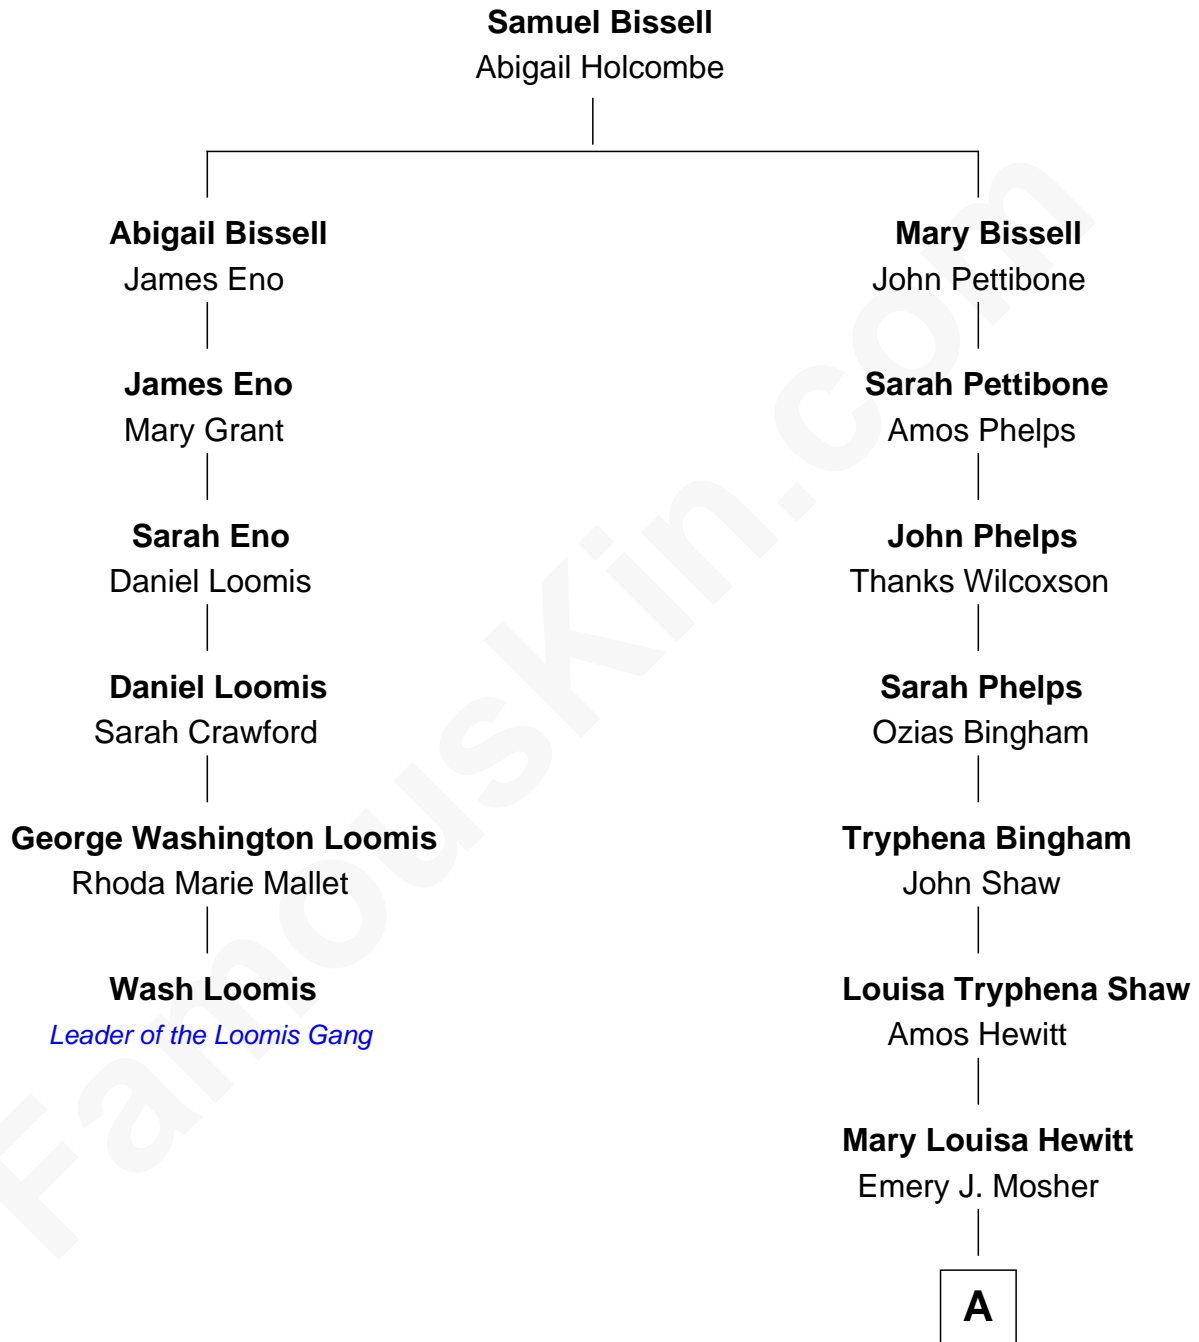 Samuel Bissell
Abigail Holcombe
Abigail Bissell
James Eno
James Eno
Mary Grant
Sarah Eno
Daniel Loomis
Daniel Loomis
Sarah Crawford
George Washington Loomis
Rhoda Marie Mallet
Wash Loomis
Leader of the Loomis Gang
Mary Bissell
John Pettibone
Sarah Pettibone
Amos Phelps
John Phelps
Thanks Wilcoxson
Sarah Phelps
Ozias Bingham
Tryphena Bingham
John Shaw
Louisa Tryphena Shaw
Amos Hewitt
Mary Louisa Hewitt
Emery J. Mosher
A
FamousKin.com